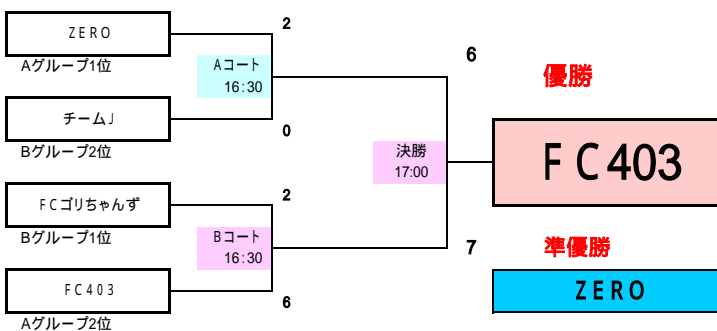 ZERO
Aグループ1位
2
Aコート
16:30
チームJ
Bグループ2位
0
FCゴリちゃんず
Bグループ1位
2
Bコート
16:30
FC403
Aグループ2位
6
6
決勝
17:00
7
優勝
FC403
準優勝
ZERO